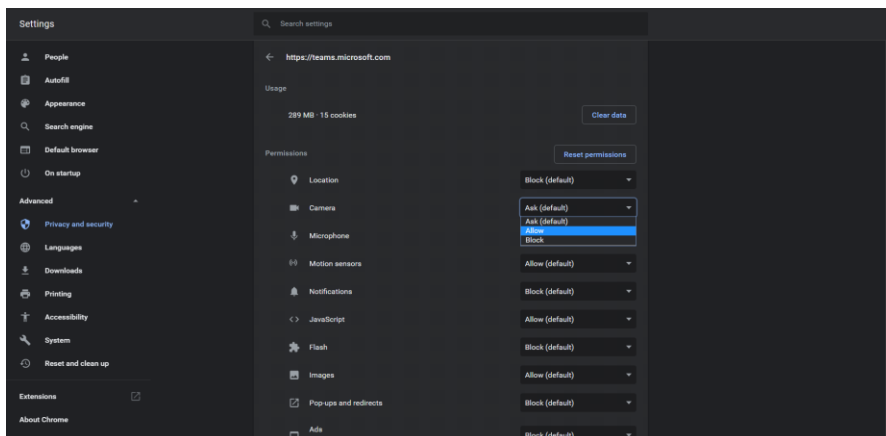 Settings
Search settings
People
Autofill
Appearance
Search engine
Default browser
On startup
Advanced
Privacy and security
Languages
Downloads
Printing
Accessibility
System
Reset and clean up
Extensions
About Chrome
https://teams.microsoft.com
Usage
289 MB · 15 cookies
Clear data
Permissions
Reset permissions
Location
Block (default)
Camera
Ask (default)
Ask (default)
Allow
Block
Microphone
Motion sensors
Allow (default)
Notifications
Block (default)
JavaScript
Allow (default)
Flash
Block (default)
Images
Allow (default)
Pop-ups and redirects
Block (default)
Ads
Block (default)